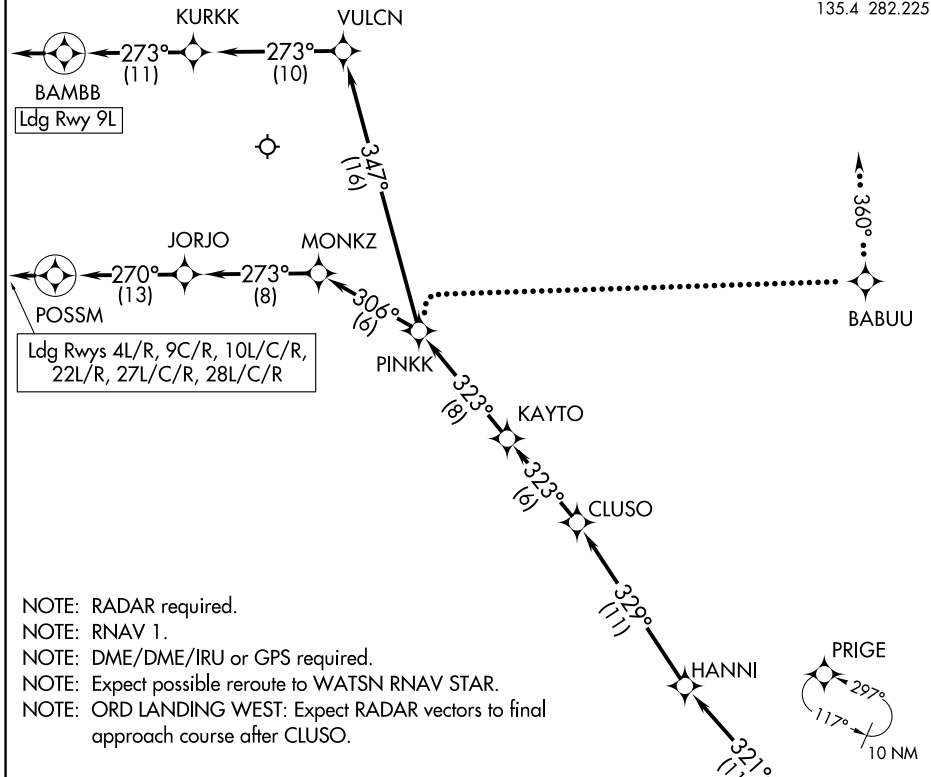 135.4 282.225
KURKK
VULCN
273°
(11)
273°
(10)
BAMBB
Ldg Rwy 9L
347°
(16)
360°
JORJO
MONKZ
270°
(13)
273°
(8)
306°
(6)
POSSM
BABUU
Ldg Rwys 4L/R, 9C/R, 10L/C/R,
22L/R, 27L/C/R, 28L/C/R
PINKK
323°
(8)
KAYTO
323°
(6)
CLUSO
329°
(11)
NOTE: RADAR required.
NOTE: RNAV 1.
NOTE: DME/DME/IRU or GPS required.
NOTE: Expect possible reroute to WATSN RNAV STAR.
NOTE: ORD LANDING WEST: Expect RADAR vectors to final
approach course after CLUSO.
HANNI
321°
PRIGE
297°
117°
10 NM